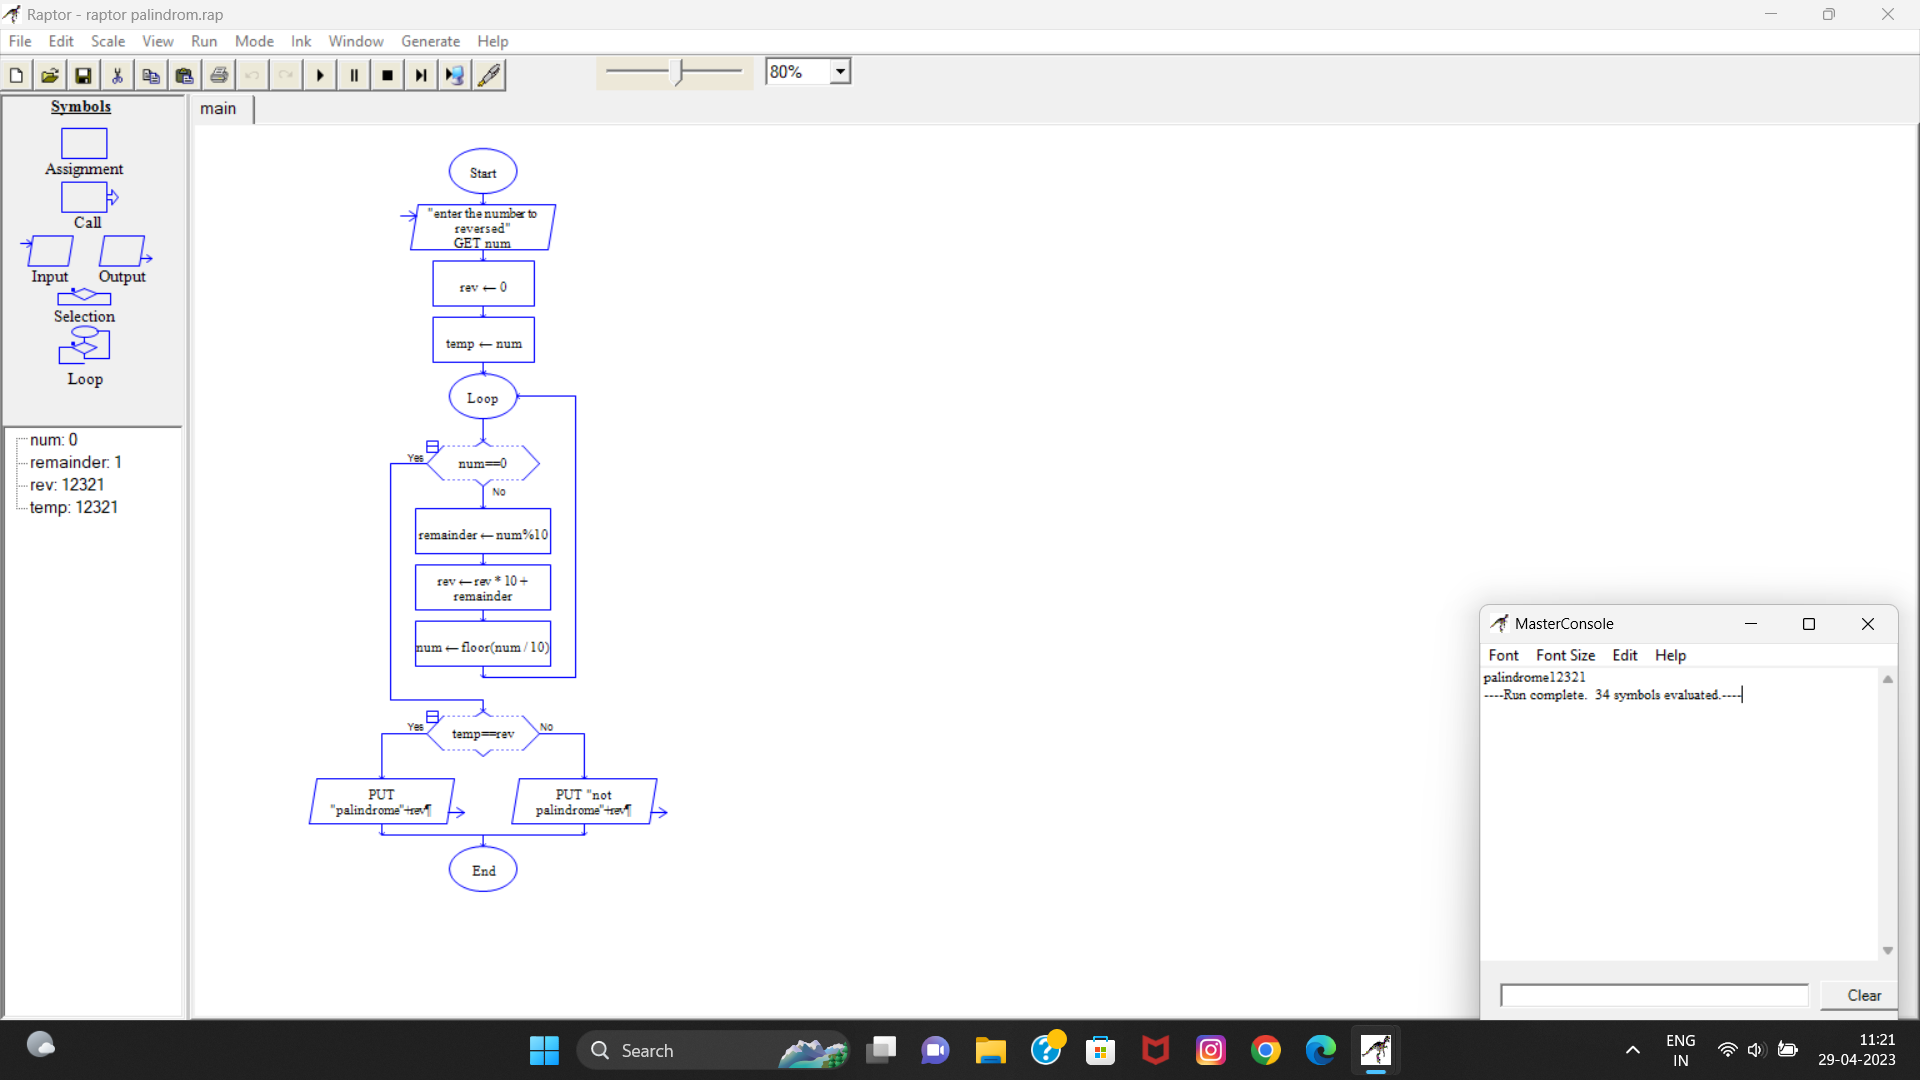 Raptor - raptor palindrom.rap
File Edit Scale View Run Mode Ink Window Generate Help
80%
Symbols
Assignment
Call
Input Output
Selection
Loop
num: 0
remainder: 1
rev: 12321
temp: 12321
main
Start
"enter the number to
reversed"
GET num
rev ← 0
temp ← num
Loop
Yes
num==0
No
remainder ← num%10
rev ← rev * 10 +
remainder
num ← floor(num / 10)
Yes
temp==rev
No
PUT
"palindrome"+rev¶
PUT "not
palindrome"+rev¶
End
MasterConsole
Font Font Size Edit Help
palindrome12321
----Run complete. 34 symbols evaluated.----
Clear
Search
ENG
IN
11:21
29-04-2023